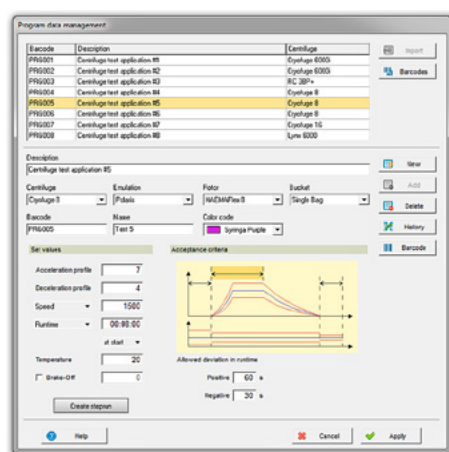 Program data management
Barcode Description Centrifuge
PRG001 Centrifuge test application #1 Cryofuge 6000i
PRG002 Centrifuge test application #2 Cryofuge 6000i
PRG003 Centrifuge test application #3 RC 3BP+
PRG004 Centrifuge test application #4 Cryofuge 8
PRG005 Centrifuge test application #5 Cryofuge 8
PRG006 Centrifuge test application #6 Cryofuge 8
PRG007 Centrifuge test application #7 Cryofuge 16
PRG008 Centrifuge test application #8 Lynx 6000
Import
Barcodes
Description
Centrifuge test application #5
Centrifuge Emulation Rotor Bucket
Cryofuge 8 HAEMAFlex 8 Single Bag
Barcode Name Color code
PRG005 Test 5 Syringa Purple
New
Add
Delete
History
Barcode
Set values Acceptance criteria
Acceleration profile 7
Deceleration profile 4
Speed 1500
Runtime 00:08:00
at start
Temperature 20
Brake-Off 0
Create steprun
Allowed deviation in runtime
Positive 60 s
Negative 30 s
Help Cancel Apply